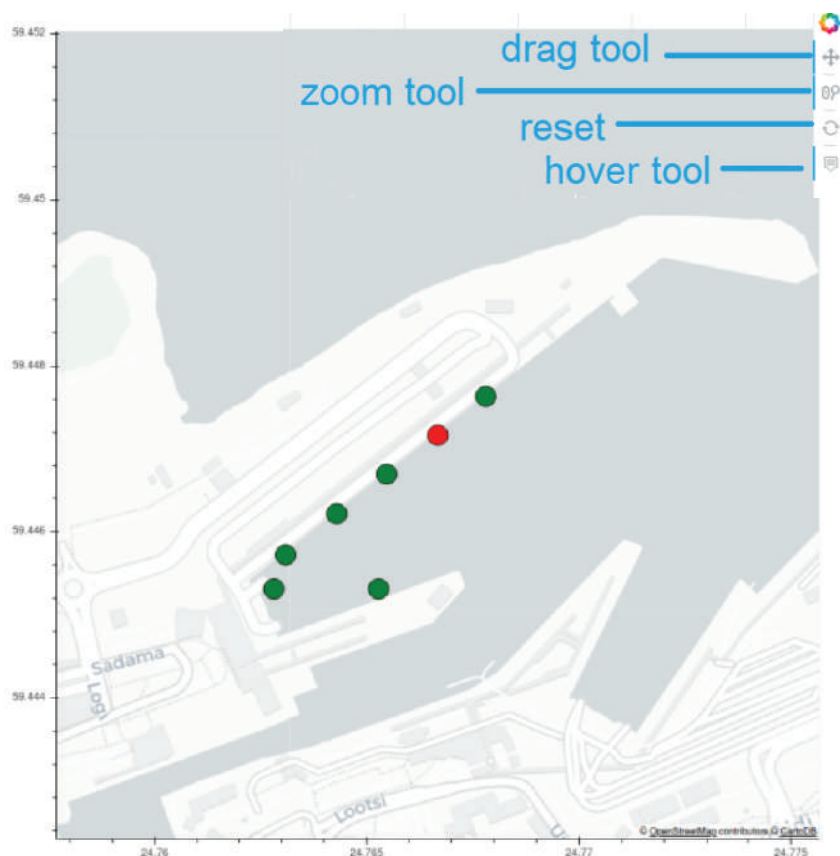 59.452
drag tool
zoom tool
reset
hover tool
59.45
59.448
59.446
59.444
Sadama
Logi
Lootsi
© OpenStreetMap contributors, © CartoDB
24.76
24.765
24.77
24.775